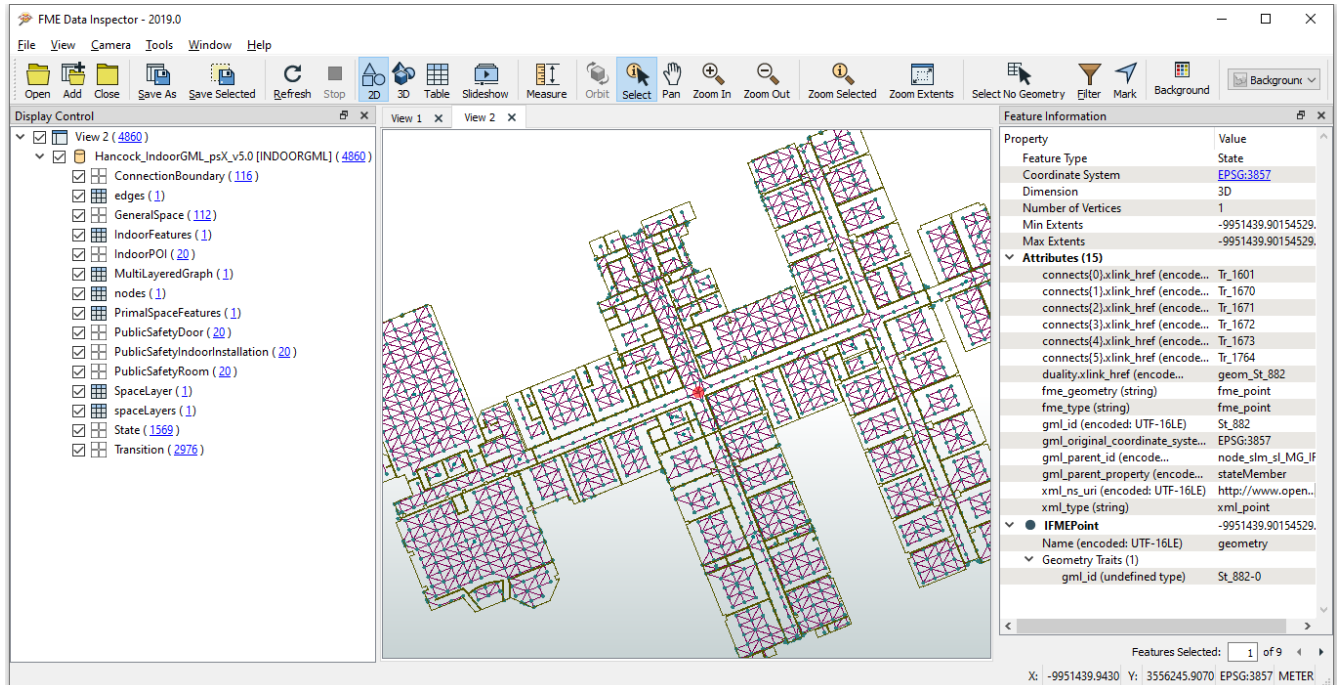 FME Data Inspector - 2019.0
File View Camera Tools Window Help
Open Add Close Save As Save Selected Refresh Stop 2D 3D Table Slideshow Measure Orbit Select Pan Zoom In Zoom Out Zoom Selected Zoom Extents Select No Geometry Filter Mark Background Backgrounc
Display Control
View 2 (4860)
Hancock_IndoorGML_psX_v5.0 [INDOORGML] (4860)
ConnectionBoundary (116)
edges (1)
GeneralSpace (112)
IndoorFeatures (1)
IndoorPOI (20)
MultiLayeredGraph (1)
nodes (1)
PrimalSpaceFeatures (1)
PublicSafetyDoor (20)
PublicSafetyIndoorInstallation (20)
PublicSafetyRoom (20)
SpaceLayer (1)
spaceLayers (1)
State (1569)
Transition (2976)
View 1 View 2
Feature Information
Property Value
Feature Type State
Coordinate System EPSG:3857
Dimension 3D
Number of Vertices 1
Min Extents -9951439.90154529.
Max Extents -9951439.90154529.
Attributes (15)
connects{0}.xlink_href (encode... Tr_1601
connects{1}.xlink_href (encode... Tr_1670
connects{2}.xlink_href (encode... Tr_1671
connects{3}.xlink_href (encode... Tr_1672
connects{4}.xlink_href (encode... Tr_1673
connects{5}.xlink_href (encode... Tr_1764
duality.xlink_href (encode... geom_St_882
fme_geometry (string) fme_point
fme_type (string) fme_point
gml_id (encoded: UTF-16LE) St_882
gml_original_coordinate_syste... EPSG:3857
gml_parent_id (encode... node_slm_sl_MG_IF
gml_parent_property (encode... stateMember
xml_ns_uri (encoded: UTF-16LE) http://www.open..
xml_type (string) xml_point
IFMEPoint -9951439.90154529.
Name (encoded: UTF-16LE) geometry
Geometry Traits (1)
gml_id (undefined type) St_882-0
Features Selected: 1 of 9
X: -9951439.9430 Y: 3556245.9070 EPSG:3857 METER